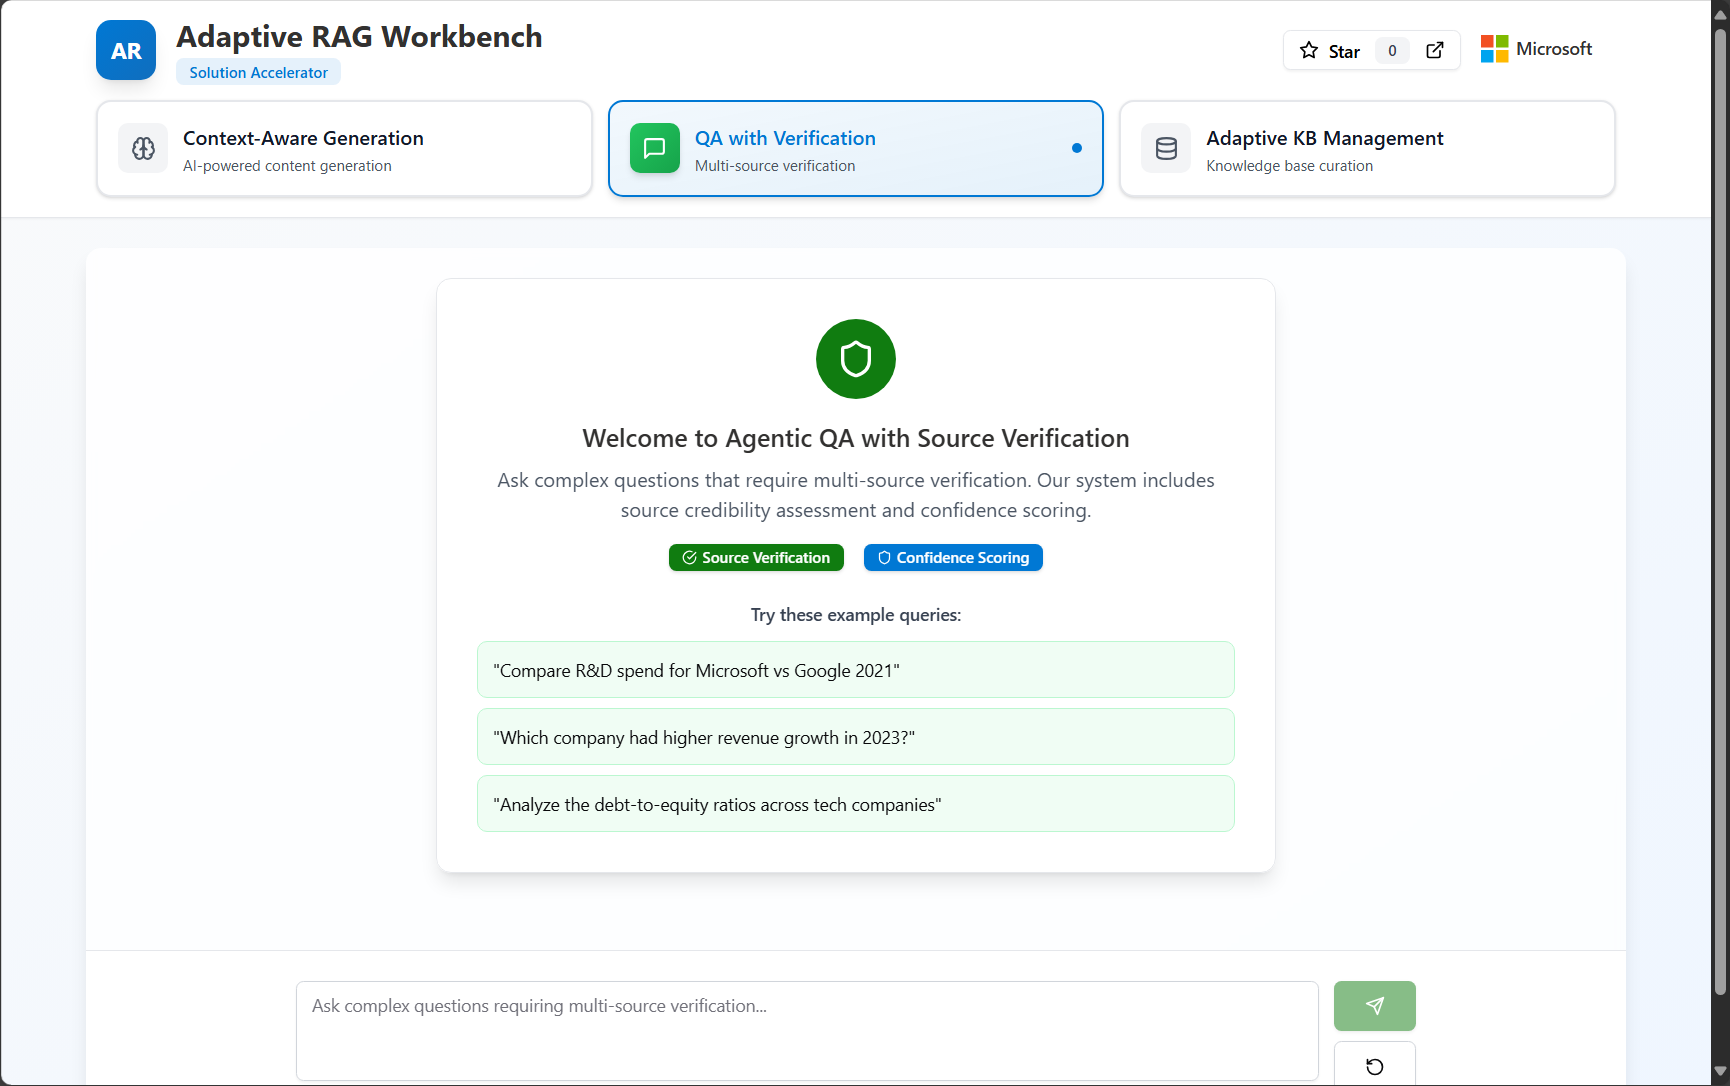 AR
Adaptive RAG Workbench
Solution Accelerator
Star 0
Microsoft
Context-Aware Generation
AI-powered content generation
QA with Verification
Multi-source verification
Adaptive KB Management
Knowledge base curation
Welcome to Agentic QA with Source Verification
Ask complex questions that require multi-source verification. Our system includes
source credibility assessment and confidence scoring.
Source Verification
Confidence Scoring
Try these example queries:
"Compare R&D spend for Microsoft vs Google 2021"
"Which company had higher revenue growth in 2023?"
"Analyze the debt-to-equity ratios across tech companies"
Ask complex questions requiring multi-source verification...